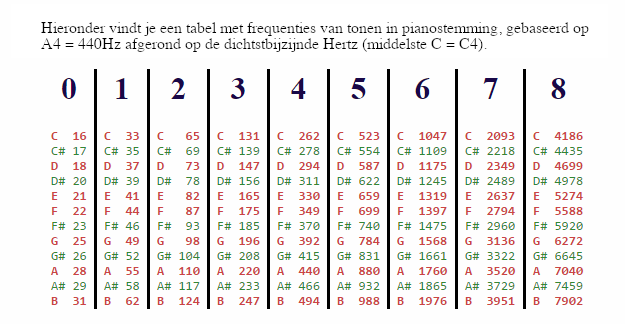 Hieronder vindt je een tabel met frequenties van tonen in pianostemming, gebaseerd op
A4 = 440Hz afgerond op de dichtstbijzijnde Hertz (middelste C = C4).
0 1 2 3 4 5 6 7 8
C 16 C 33 C 65 C 131 C 262 C 523 C 1047 C 2093 C 4186
C# 17 C# 35 C# 69 C# 139 C# 278 C# 554 C# 1109 C# 2218 C# 4435
D 18 D 37 D 73 D 147 D 294 D 587 D 1175 D 2349 D 4699
D# 20 D# 39 D# 78 D# 156 D# 311 D# 622 D# 1245 D# 2489 D# 4978
E 21 E 41 E 82 E 165 E 330 E 659 E 1319 E 2637 E 5274
F 22 F 44 F 87 F 175 F 349 F 699 F 1397 F 2794 F 5588
F# 23 F# 46 F# 93 F# 185 F# 370 F# 740 F# 1475 F# 2960 F# 5920
G 25 G 49 G 98 G 196 G 392 G 784 G 1568 G 3136 G 6272
G# 26 G# 52 G# 104 G# 208 G# 415 G# 831 G# 1661 G# 3322 G# 6645
A 28 A 55 A 110 A 220 A 440 A 880 A 1760 A 3520 A 7040
A# 29 A# 58 A# 117 A# 233 A# 466 A# 932 A# 1865 A# 3729 A# 7459
B 31 B 62 B 124 B 247 B 494 B 988 B 1976 B 3951 B 7902